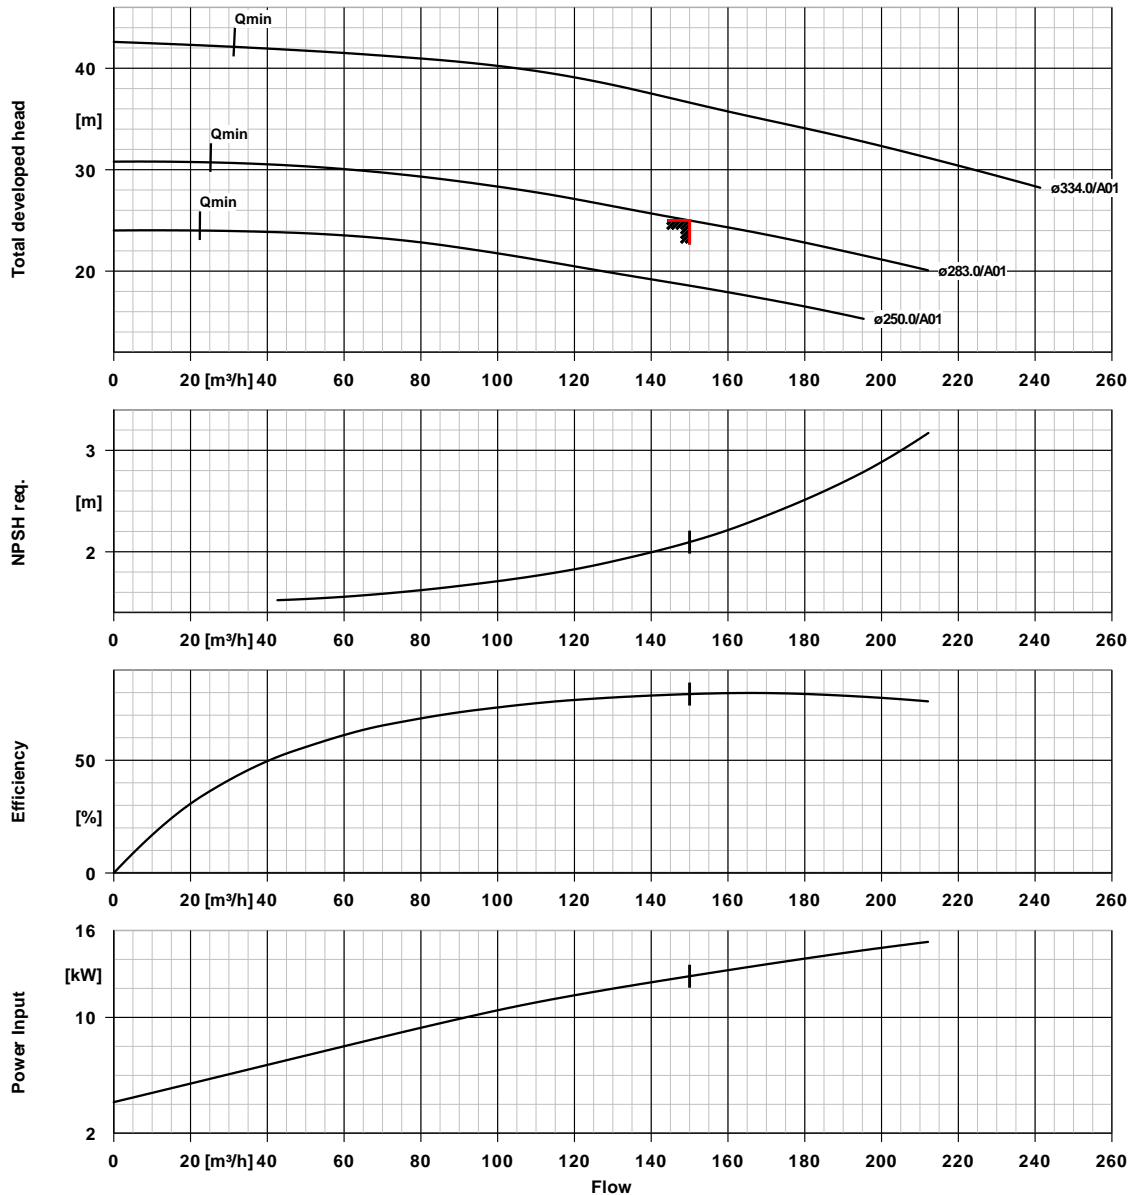 Total developed head
[m]
40
30
20
Qmin
Qmin
Qmin
ø334.0/A01
ø283.0/A01
ø250.0/A01
0 20 [m³/h] 40 60 80 100 120 140 160 180 200 220 240 260
NPSH req.
3
[m]
2
0 20 [m³/h] 40 60 80 100 120 140 160 180 200 220 240 260
Efficiency
50
[%]
0
0 20 [m³/h] 40 60 80 100 120 140 160 180 200 220 240 260
Power Input
16
[kW]
10
2
0 20 [m³/h] 40 60 80 100 120 140 160 180 200 220 240 260
Flow